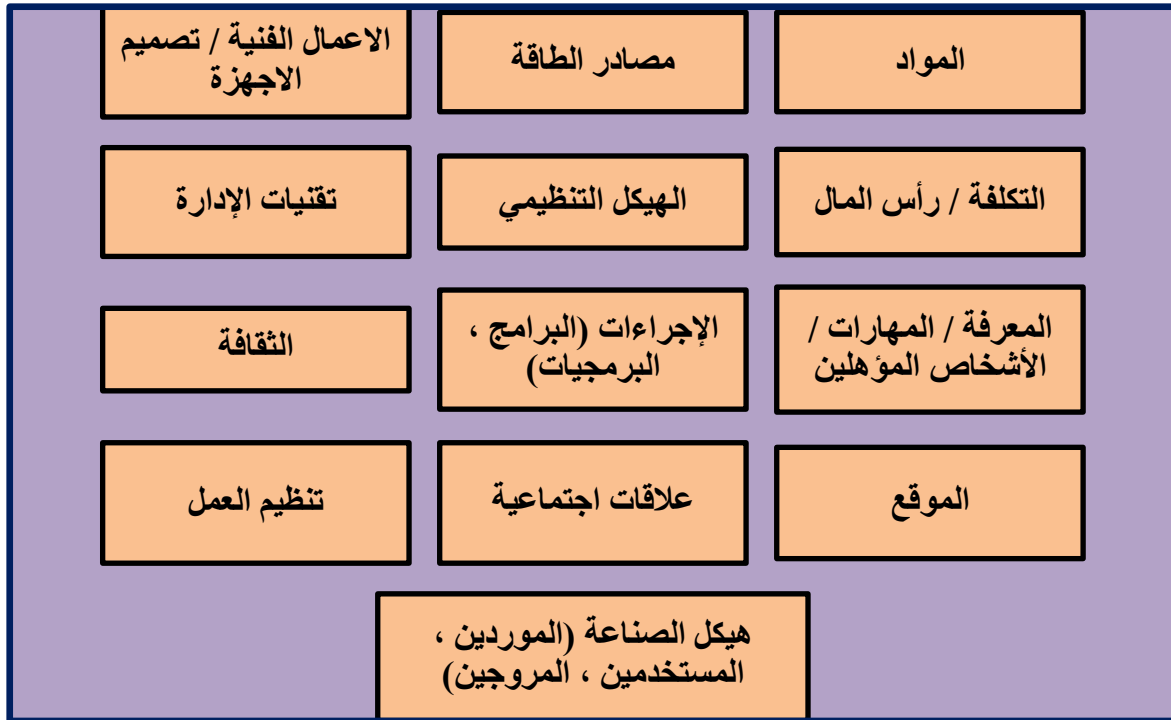 المواد
مصادر الطاقة
الاعمال الفنية / تصميم
الاجهزة
التكلفة / رأس المال
الهيكل التنظيمي
تقنيات الإدارة
المعرفة / المهارات /
الأشخاص المؤهلين
الإجراءات (البرامج ،
البرمجيات)
الثقافة
الموقع
علاقات اجتماعية
تنظيم العمل
هيكل الصناعة (الموردين ،
المستخدمين ، المروجين)